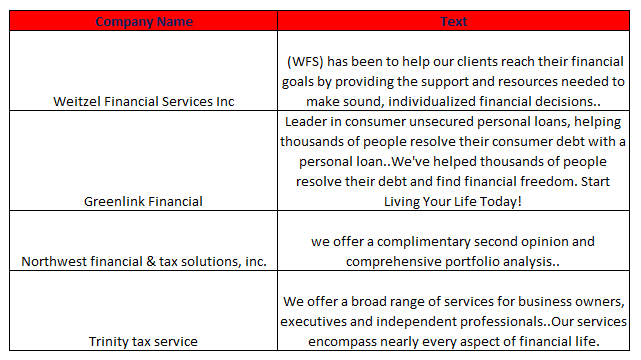 Company Name Text
(WFS) has been to help our clients reach their financial
goals by providing the support and resources needed to
Weitzel Financial Services Inc make sound, individualized financial decisions..
Leader in consumer unsecured personal loans, helping
thousands of people resolve their consumer debt with a
personal loan..We've helped thousands of people
resolve their debt and find financial freedom. Start
Greenlink Financial Living Your Life Today!
we offer a complimentary second opinion and
Northwest financial & tax solutions, inc. comprehensive portfolio analysis..
We offer a broad range of services for business owners,
executives and independent professionals..Our services
Trinity tax service encompass nearly every aspect of financial life.